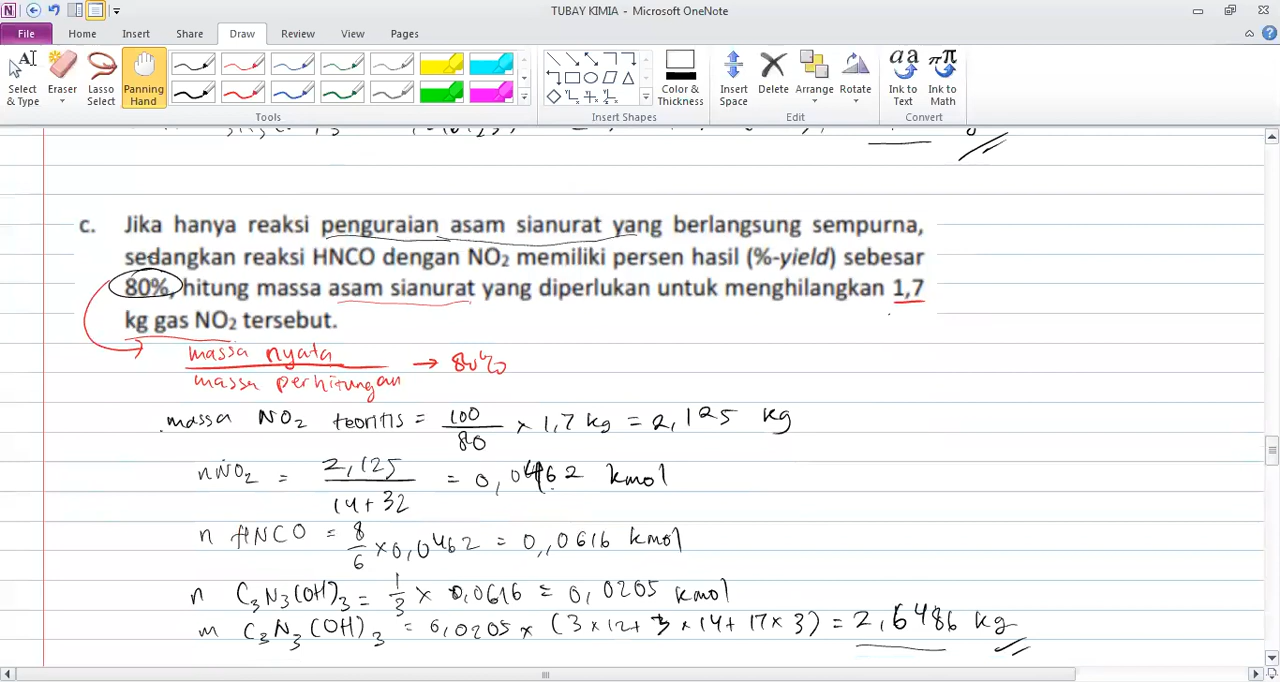 TUBAY KIMIA - Microsoft OneNote
File Home Insert Share Draw Review View Pages
Select & Type Eraser Lasso Select Panning Hand Color & Thickness Insert Space Delete Arrange Rotate Ink to Text Ink to Math
Tools Insert Shapes Edit Convert
c. Jika hanya reaksi penguraian asam sianurat yang berlangsung sempurna,
sedangkan reaksi HNCO dengan NO₂ memiliki persen hasil (%-yield) sebesar
80%, hitung massa asam sianurat yang diperlukan untuk menghilangkan 1,7
kg gas NO₂ tersebut.
massa nyata / massa perhitungan → 80%
massa NO₂ teoritis = 100/80 × 1,7 kg = 2,125 kg
n NO₂ = 2,125/14+32 = 0,0462 kmol
n HNCO = 8/6 × 0,0462 = 0,0616 kmol
n C₃N₃(OH)₃ = 1/3 × 0,0616 = 0,0205 kmol
m C₃N₃(OH)₃ = 0,0205 × (3×12+3×14+17×3) = 2,6486 kg